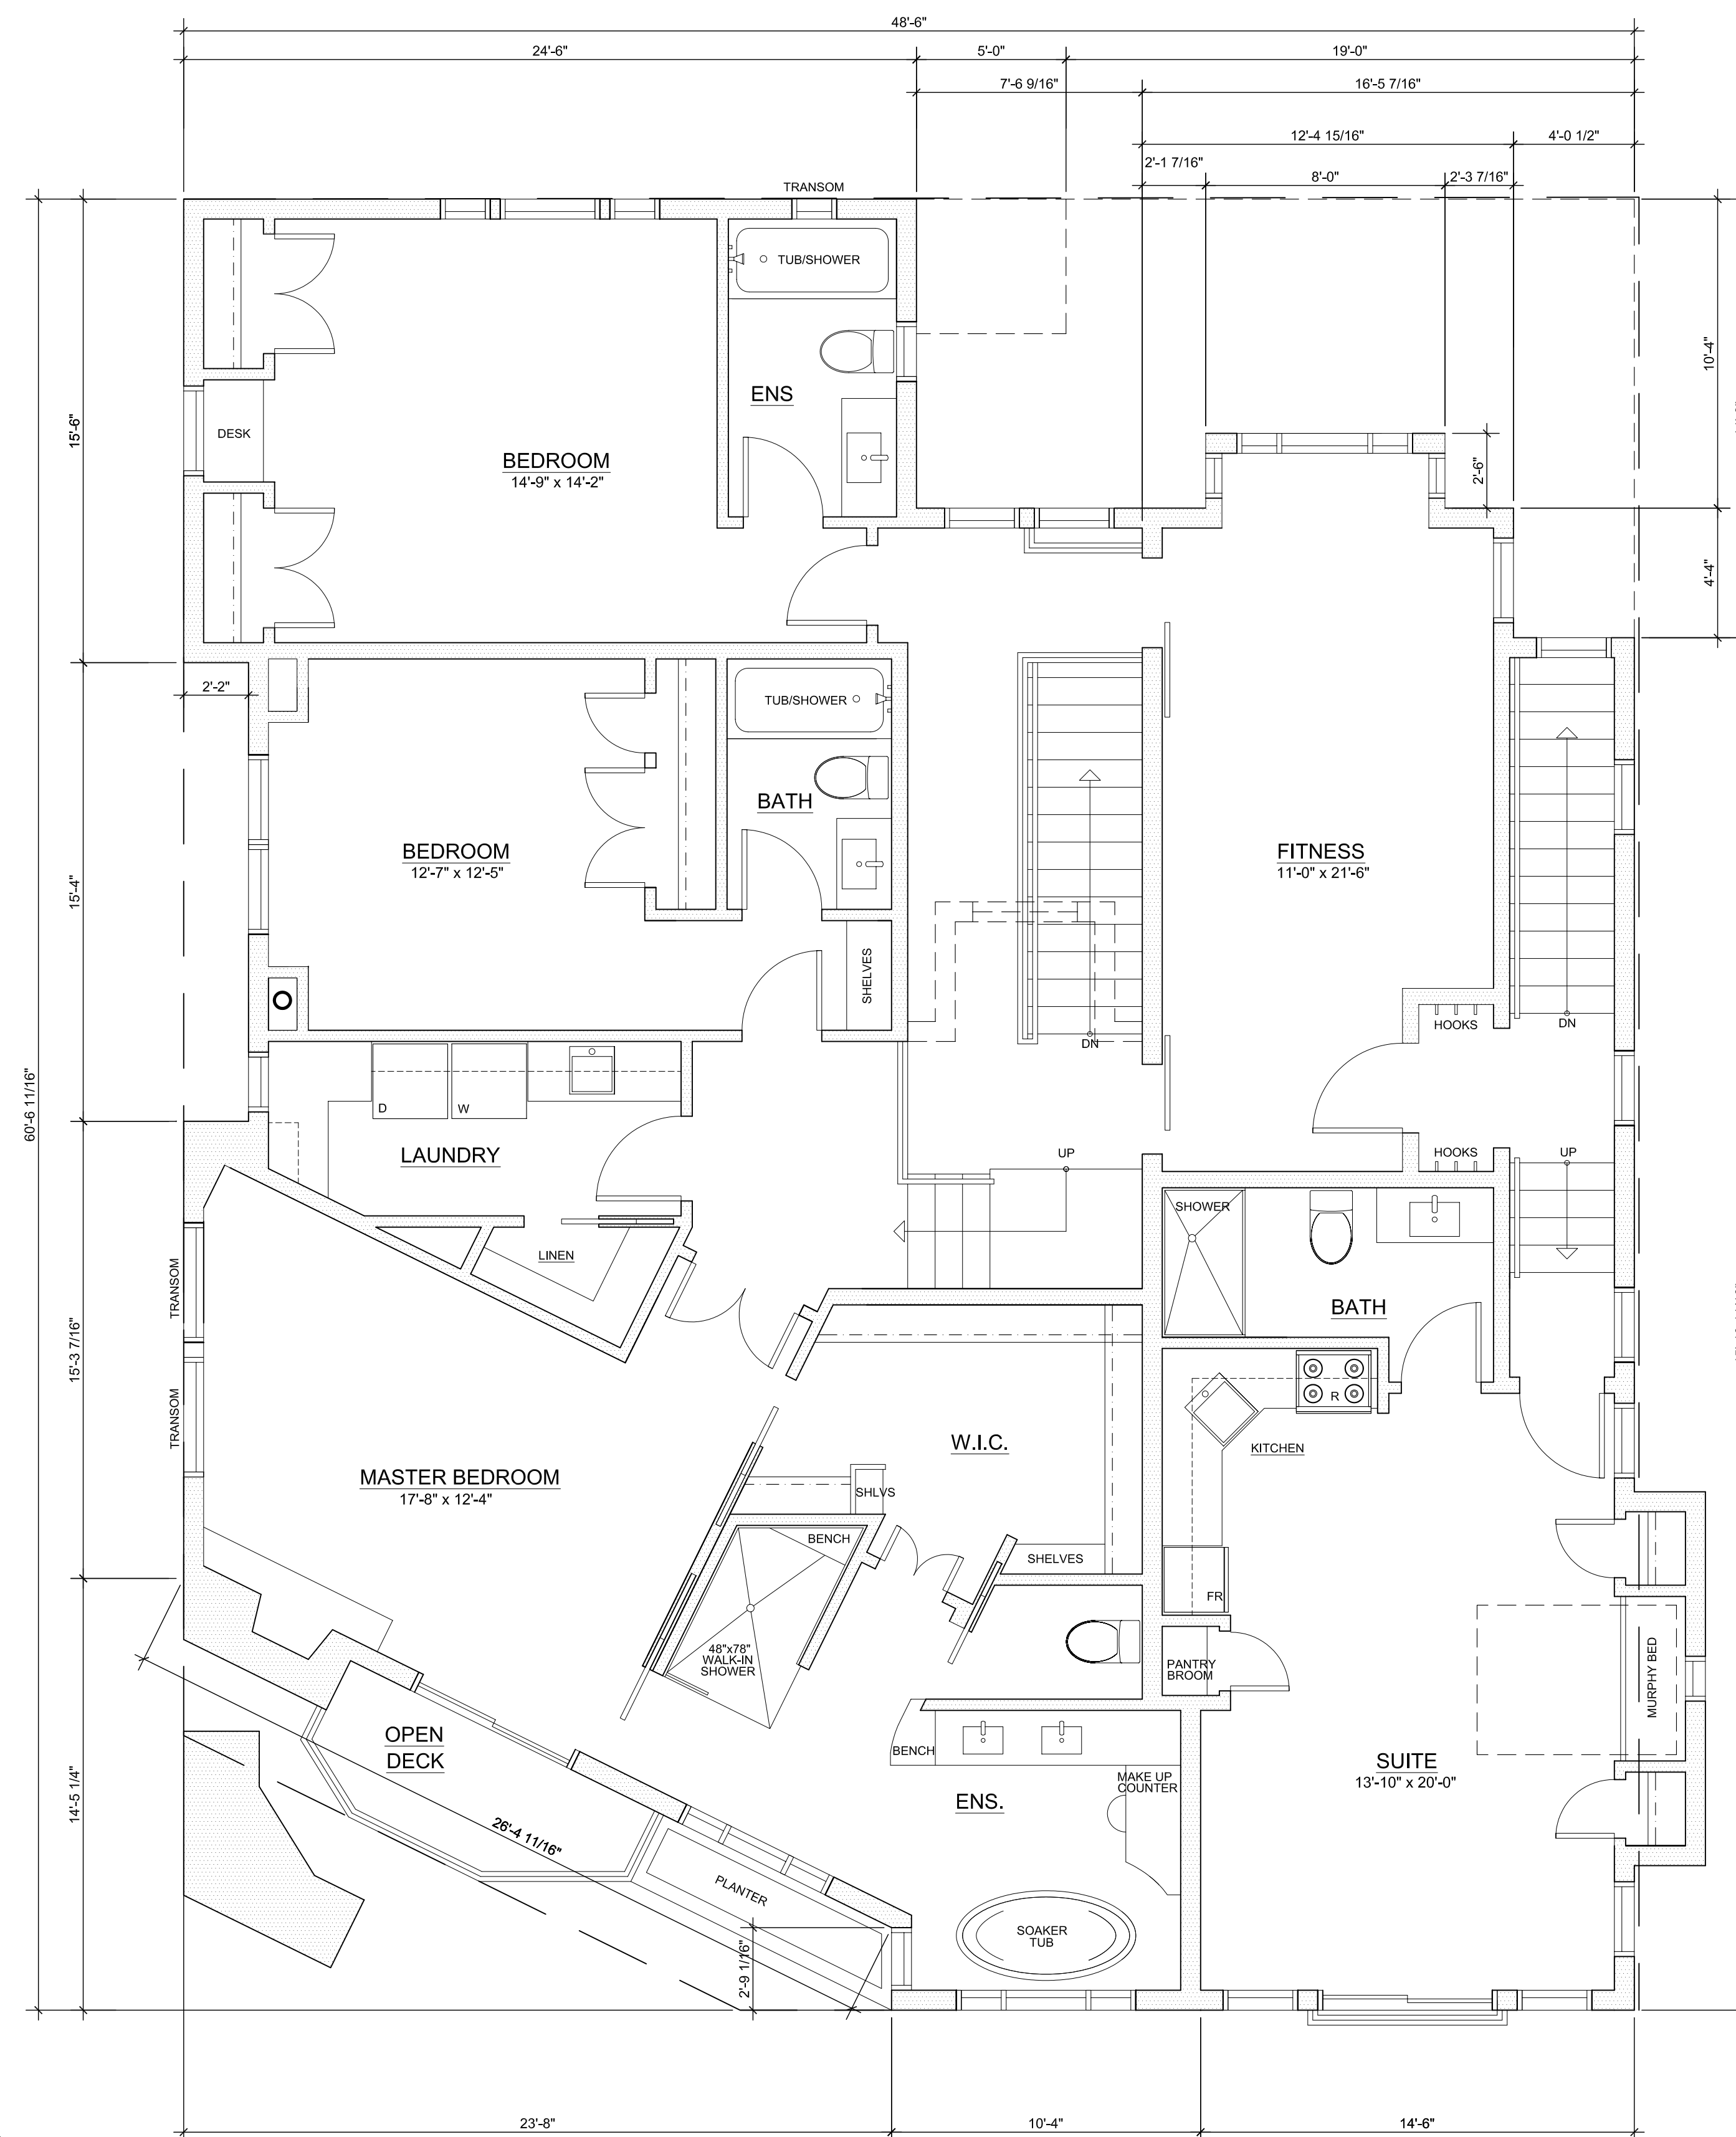 48'-6"
24'-6"
5'-0"
19'-0"
7'-6 9/16"
16'-5 7/16"
12'-4 15/16"
4'-0 1/2"
2'-1 7/16"
8'-0"
2'-3 7/16"
TRANSOM
TUB/SHOWER
10'-4"
ENS
DESK
15'-6"
BEDROOM
14'-9" x 14'-2"
2'-6"
4'-4"
2'-2"
TUB/SHOWER
BATH
BEDROOM
12'-7" x 12'-5"
FITNESS
11'-0" x 21'-6"
15'-4"
SHELVES
DN
HOOKS
DN
60'-6 11/16"
D
W
LAUNDRY
UP
HOOKS
UP
SHOWER
LINEN
TRANSOM
BATH
15'-3 7/16"
TRANSOM
R
KITCHEN
W.I.C.
MASTER BEDROOM
17'-8" x 12'-4"
SHLVS
BENCH
SHELVES
FR
48"x78"
WALK-IN
SHOWER
PANTRY
BROOM
MURPHY BED
OPEN
DECK
BENCH
SUITE
13'-10" x 20'-0"
MAKE UP
COUNTER
ENS.
14'-5 1/4"
26'-4 11/16"
PLANTER
SOAKER
TUB
2'-9 1/16"
23'-8"
10'-4"
14'-6"